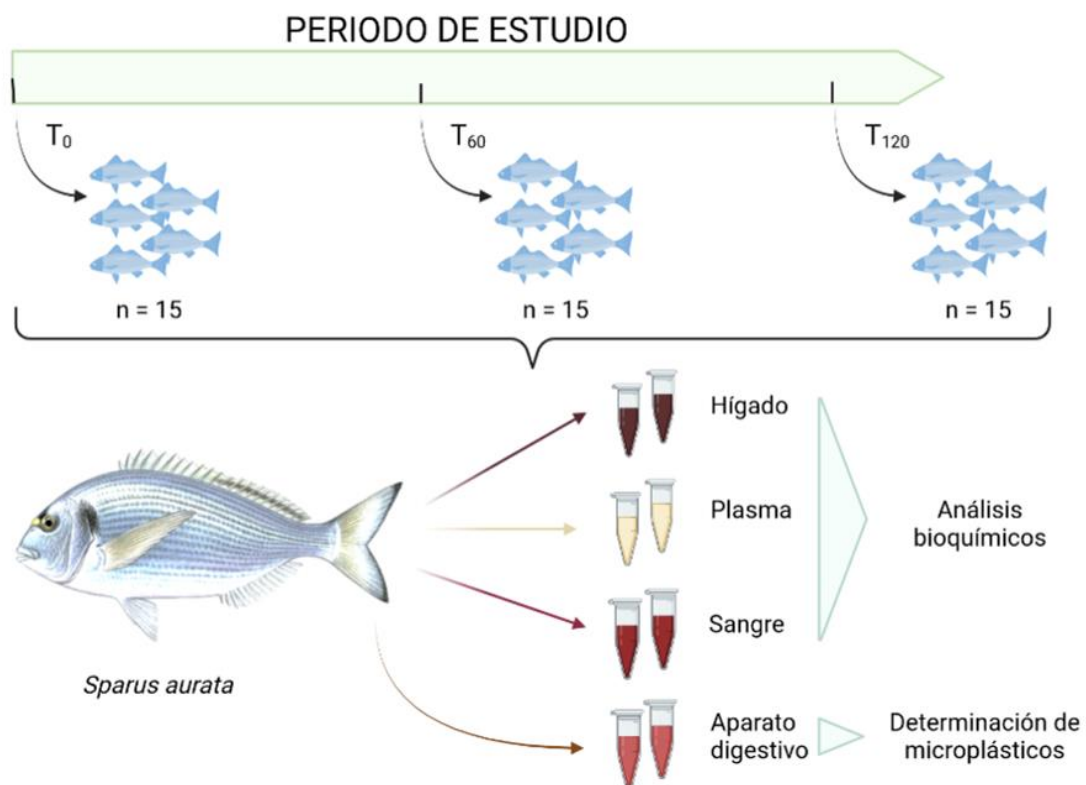 PERIODO DE ESTUDIO
T₀
T₆₀
T₁₂₀
n = 15
n = 15
n = 15
Hígado
Plasma
Análisis
bioquímicos
Sangre
Sparus aurata
Aparato
digestivo
Determinación de
microplásticos